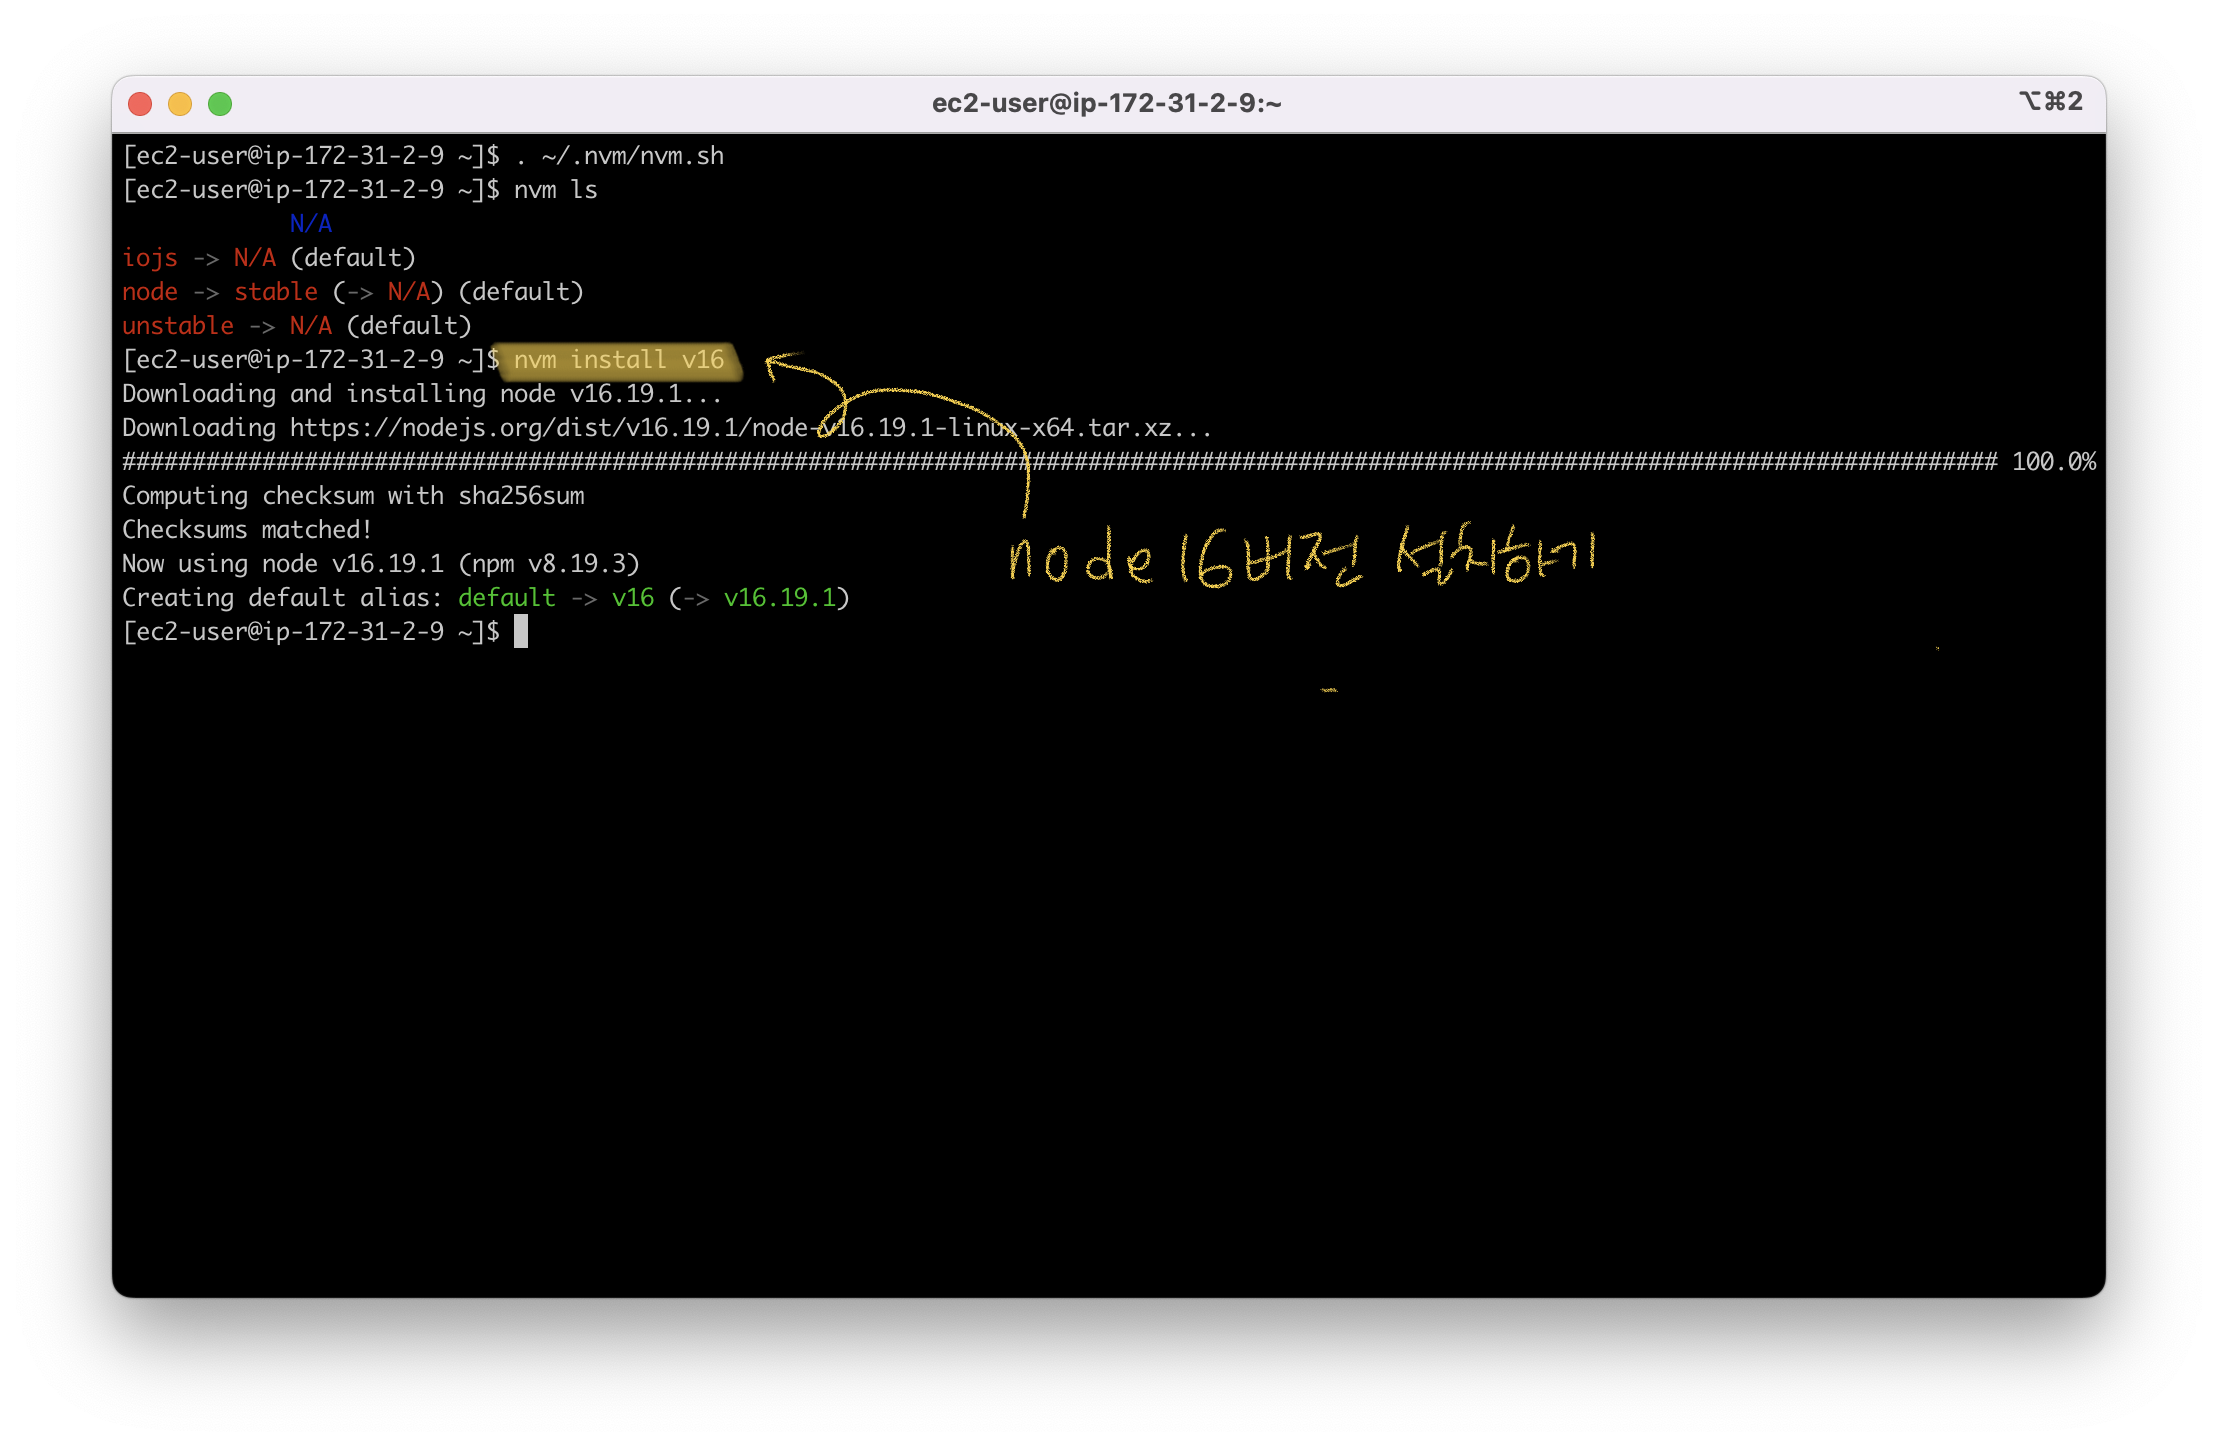 ec2-user@ip-172-31-2-9:~ ⌥⌘2
[ec2-user@ip-172-31-2-9 ~]$ . ~/.nvm/nvm.sh
[ec2-user@ip-172-31-2-9 ~]$ nvm ls
N/A
iojs -> N/A (default)
node -> stable (-> N/A) (default)
unstable -> N/A (default)
[ec2-user@ip-172-31-2-9 ~]$ nvm install v16
Downloading and installing node v16.19.1...
Downloading https://nodejs.org/dist/v16.19.1/node-v16.19.1-linux-x64.tar.xz...
###################################################################################################################################### 100.0%
Computing checksum with sha256sum
Checksums matched!
Now using node v16.19.1 (npm v8.19.3)
node 16버전 설치하기
Creating default alias: default -> v16 (-> v16.19.1)
[ec2-user@ip-172-31-2-9 ~]$